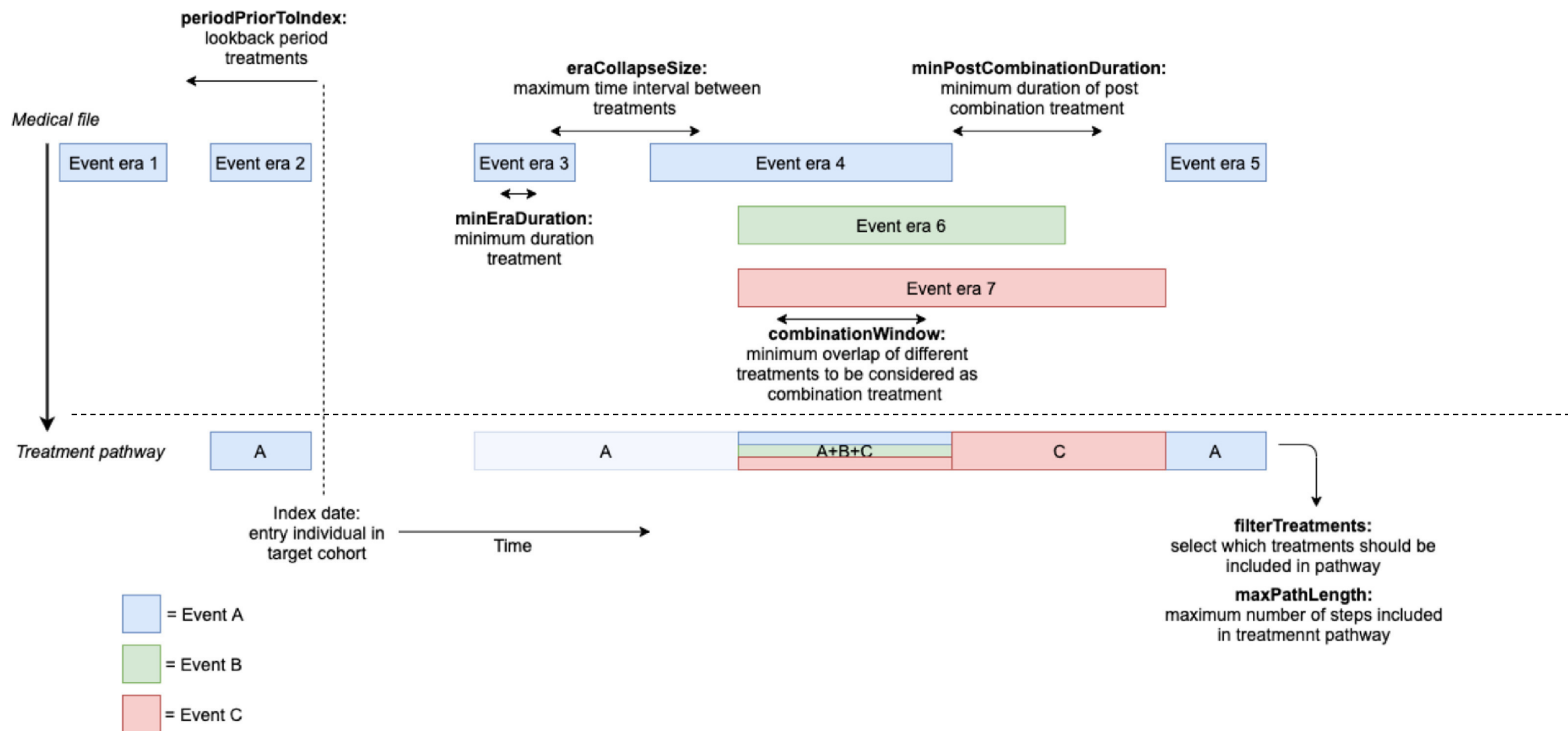 periodPriorToIndex:
lookback period
treatments
eraCollapseSize:
maximum time interval between
treatments
minPostCombinationDuration:
minimum duration of post
combination treatment
Medical file
Event era 1
Event era 2
Event era 3
Event era 4
Event era 5
minEraDuration:
minimum duration
treatment
Event era 6
Event era 7
combinationWindow:
minimum overlap of different
treatments to be considered as
combination treatment
Treatment pathway
A
A
A+B+C
C
A
Index date:
entry individual in
target cohort
Time
filterTreatments:
select which treatments should be
included in pathway
maxPathLength:
maximum number of steps included
in treatmennt pathway
= Event A
= Event B
= Event C